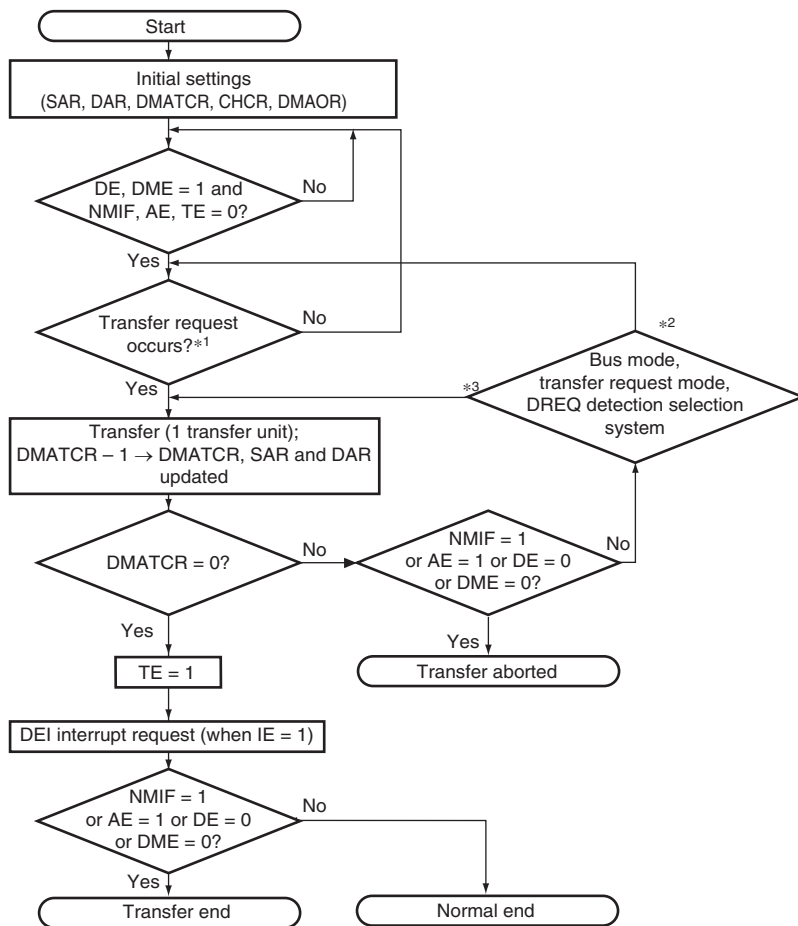 Start
Initial settings
(SAR, DAR, DMATCR, CHCR, DMAOR)
DE, DME = 1 and
NMIF, AE, TE = 0?
No
Yes
Transfer request
occurs?*1
No
Yes
*2
Bus mode,
transfer request mode,
DREQ detection selection
system
*3
Transfer (1 transfer unit);
DMATCR – 1 → DMATCR, SAR and DAR
updated
DMATCR = 0?
No
Yes
NMIF = 1
or AE = 1 or DE = 0
or DME = 0?
No
Yes
Transfer aborted
TE = 1
DEI interrupt request (when IE = 1)
NMIF = 1
or AE = 1 or DE = 0
or DME = 0?
No
Yes
Transfer end
Normal end